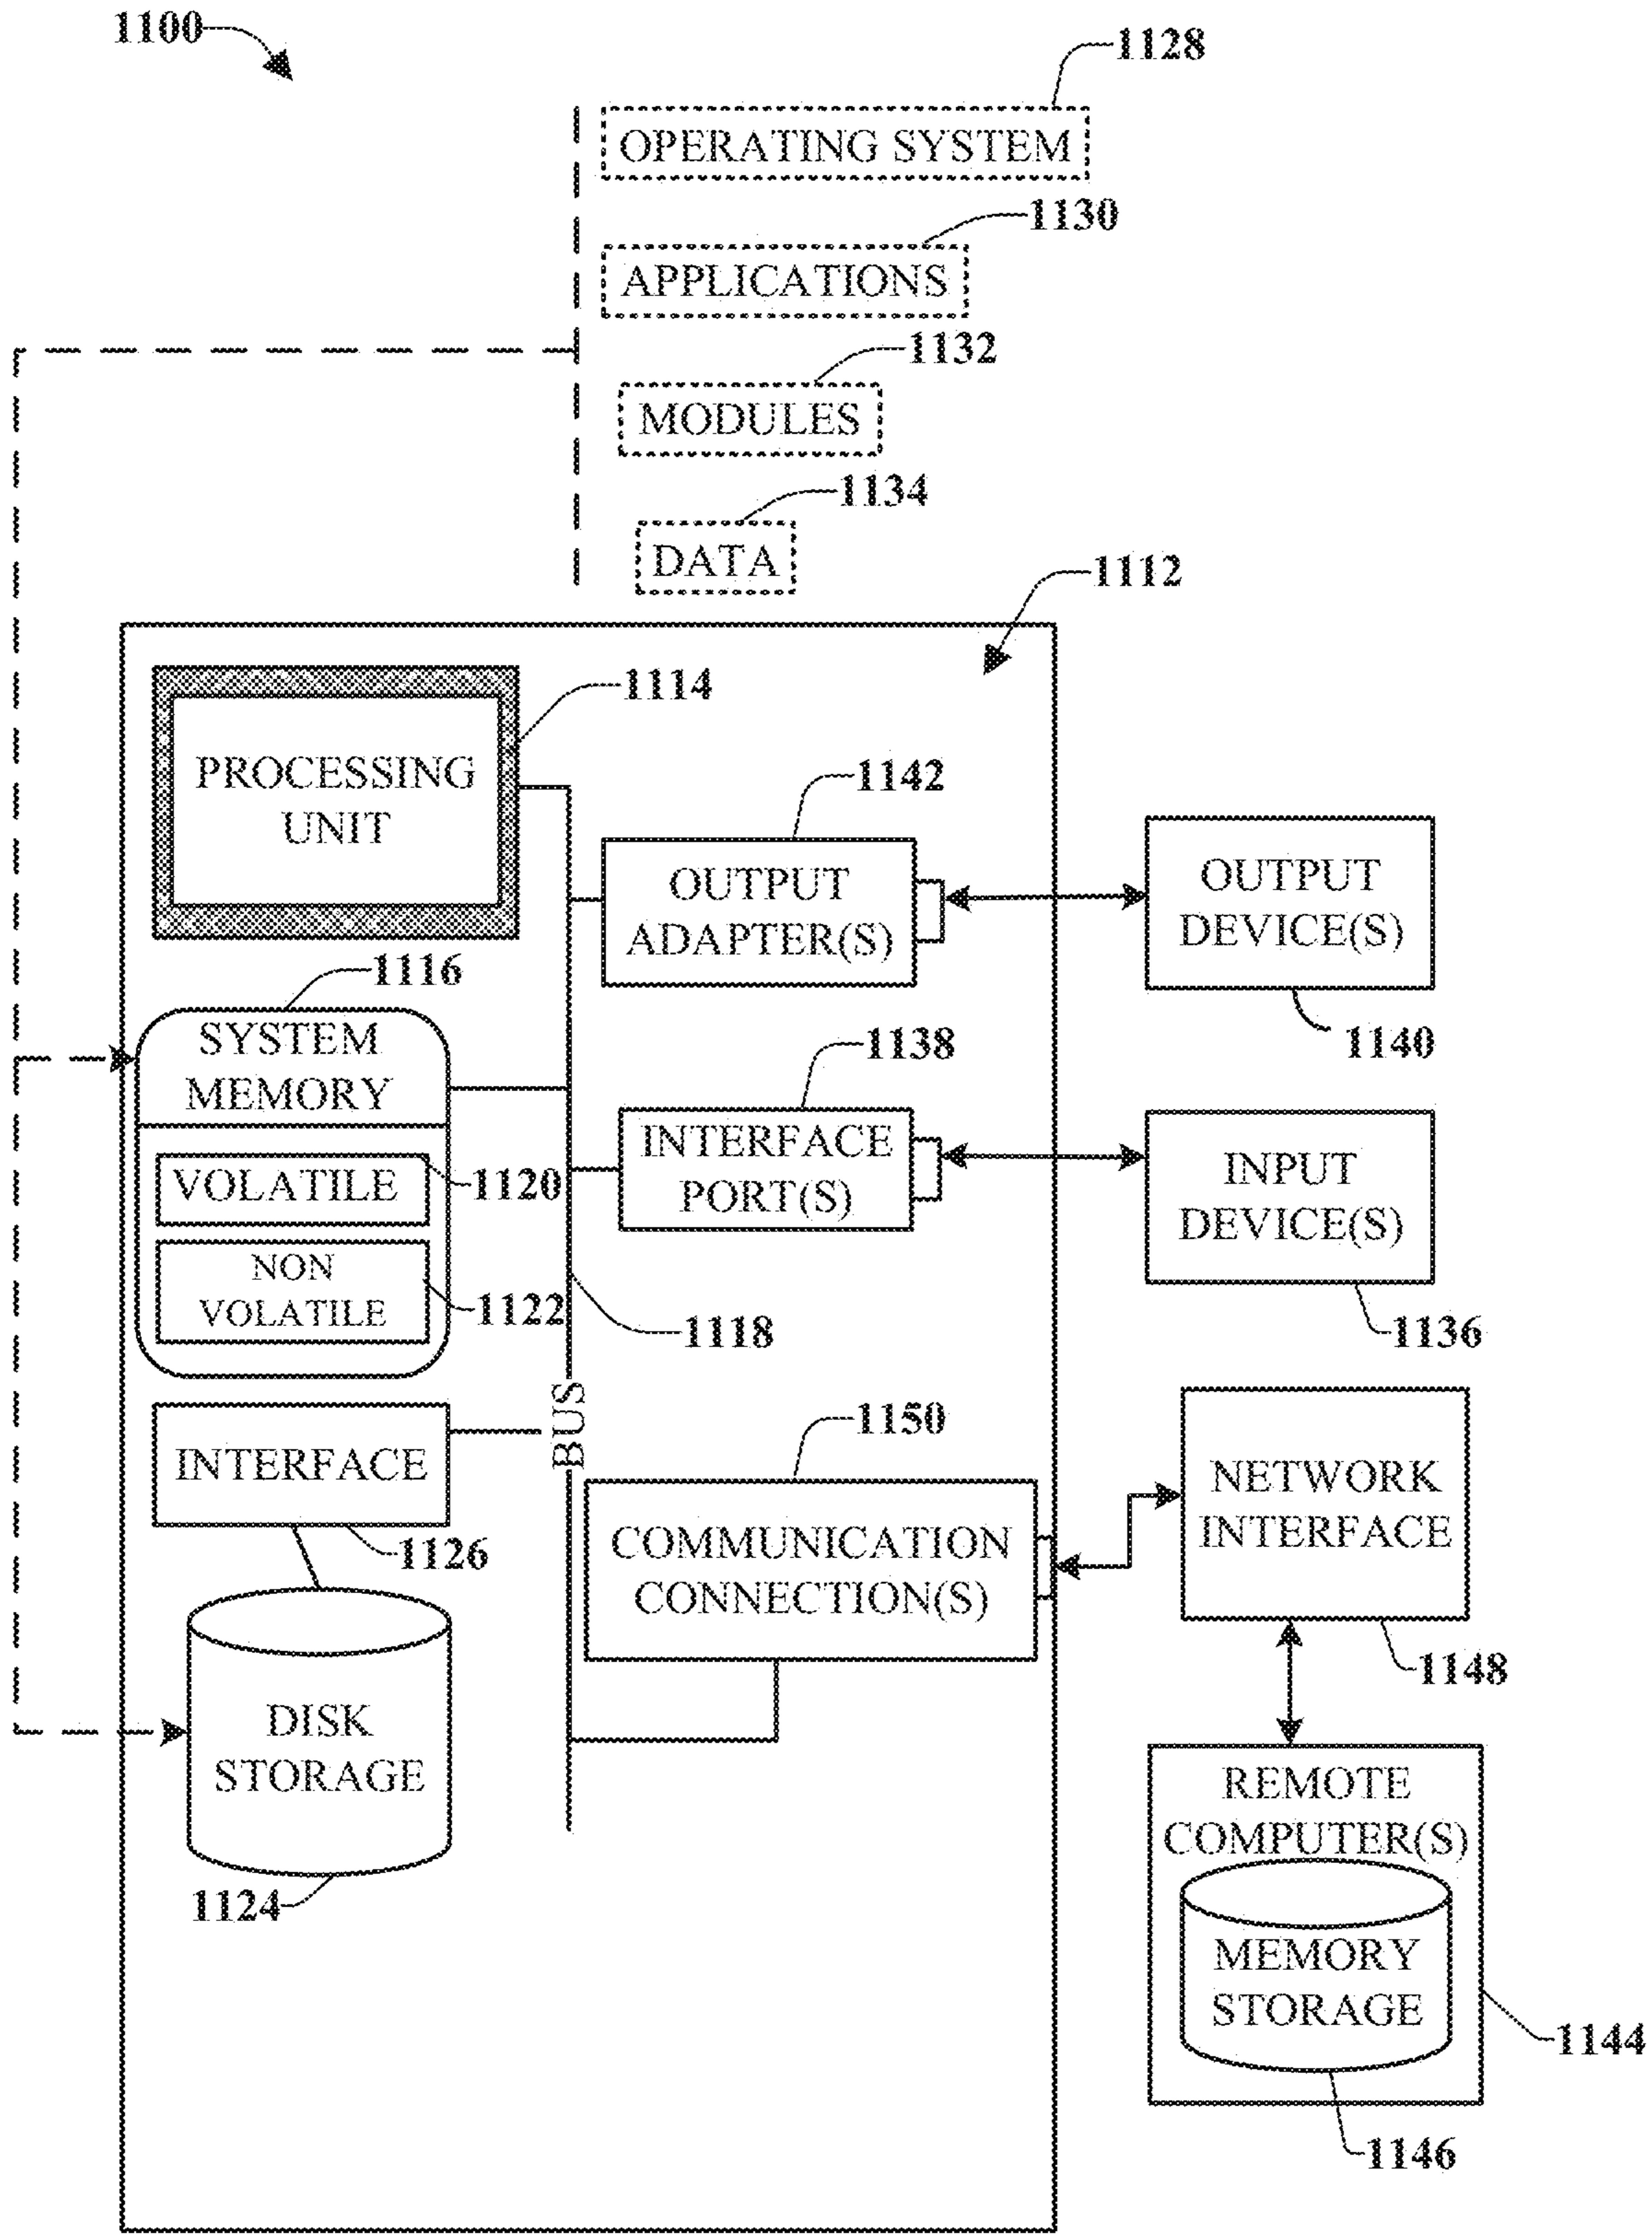 1100
1128
OPERATING SYSTEM
1130
APPLICATIONS
1132
MODULES
1134
DATA
1112
1114
PROCESSING
UNIT
1142
OUTPUT
ADAPTER(S)
OUTPUT
DEVICE(S)
1140
1116
SYSTEM
MEMORY
VOLATILE
1120
NON
VOLATILE
1122
1138
INTERFACE
PORT(S)
INPUT
DEVICE(S)
1136
1118
BUS
INTERFACE
1126
1150
COMMUNICATION
CONNECTION(S)
NETWORK
INTERFACE
1148
DISK
STORAGE
1124
REMOTE
COMPUTER(S)
MEMORY
STORAGE
1144
1146